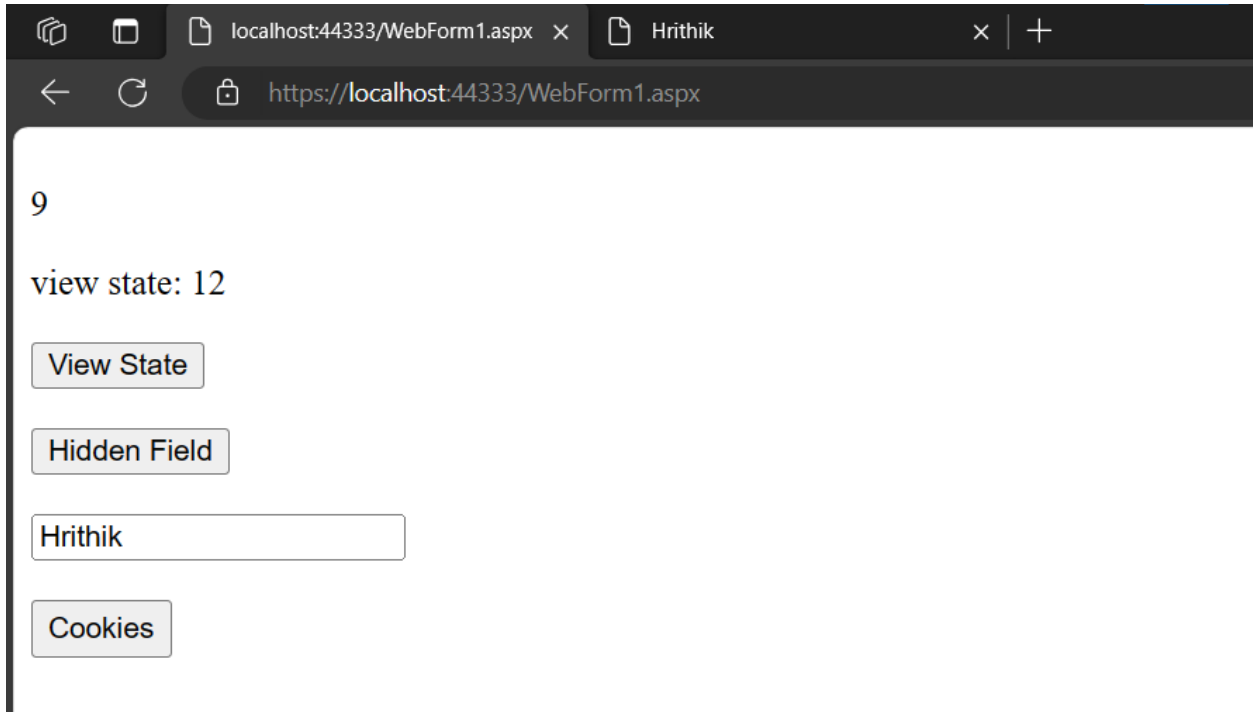 localhost:44333/WebForm1.aspx Hrithik
https://localhost:44333/WebForm1.aspx
9
view state: 12
View State
Hidden Field
Hrithik
Cookies